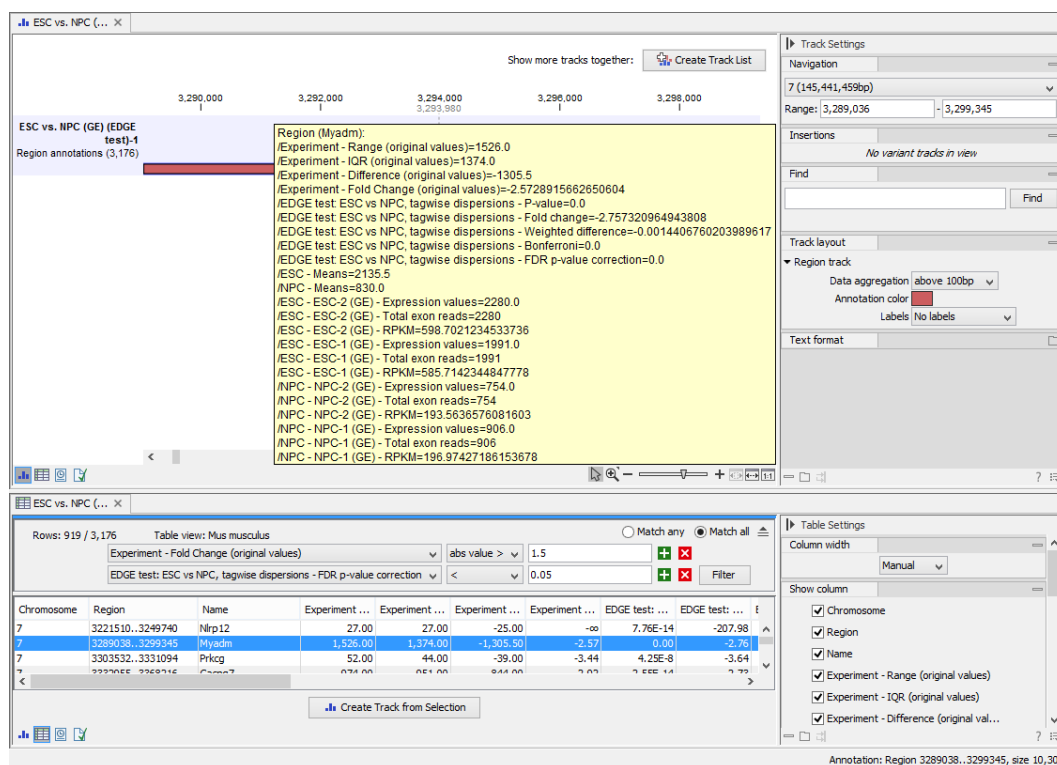 ESC vs. NPC (...
Show more tracks together: Create Track List
3,290,000 3,292,000 3,294,000 3,296,000 3,298,000
3,293,980
ESC vs. NPC (GE) (EDGE
test)-1
Region annotations (3,176)
Region (Myadm):
/Experiment - Range (original values)=1526.0
/Experiment - IQR (original values)=1374.0
/Experiment - Difference (original values)=-1305.5
/Experiment - Fold Change (original values)=-2.5728915662650604
/EDGE test: ESC vs NPC, tagwise dispersions - P-value=0.0
/EDGE test: ESC vs NPC, tagwise dispersions - Fold change=-2.757320964943808
/EDGE test: ESC vs NPC, tagwise dispersions - Weighted difference=-0.0014406760203989617
/EDGE test: ESC vs NPC, tagwise dispersions - Bonferroni=0.0
/EDGE test: ESC vs NPC, tagwise dispersions - FDR p-value correction=0.0
/ESC - Means=2135.5
/NPC - Means=830.0
/ESC - ESC-2 (GE) - Expression values=2280.0
/ESC - ESC-2 (GE) - Total exon reads=2280
/ESC - ESC-2 (GE) - RPKM=598.7021234533736
/ESC - ESC-1 (GE) - Expression values=1991.0
/ESC - ESC-1 (GE) - Total exon reads=1991
/ESC - ESC-1 (GE) - RPKM=585.7142344847778
/NPC - NPC-2 (GE) - Expression values=754.0
/NPC - NPC-2 (GE) - Total exon reads=754
/NPC - NPC-2 (GE) - RPKM=193.5636576081603
/NPC - NPC-1 (GE) - Expression values=906.0
/NPC - NPC-1 (GE) - Total exon reads=906
/NPC - NPC-1 (GE) - RPKM=196.97427186153678
Track Settings
Navigation
7 (145,441,459bp)
Range: 3,289,036 - 3,299,345
Insertions
No variant tracks in view
Find
Find
Track layout
Region track
Data aggregation above 100bp
Annotation color
Labels No labels
Text format
ESC vs. NPC (...
Rows: 919 / 3,176 Table view: Mus musculus Match any Match all
Experiment - Fold Change (original values) abs value > 1.5
EDGE test: ESC vs NPC, tagwise dispersions - FDR p-value correction < 0.05 Filter
Chromosome Region Name Experiment ... Experiment ... Experiment ... Experiment ... EDGE test: ... EDGE test: ...
7 3221510..3249740 Nlrp12 27.00 27.00 -25.00 -∞ 7.76E-14 -207.98
7 3289038..3299345 Myadm 1,526.00 1,374.00 -1,305.50 -2.57 0.00 -2.76
7 3303532..3331094 Prkcg 52.00 44.00 -39.00 -3.44 4.25E-8 -3.64
Create Track from Selection
Table Settings
Column width
Manual
Show column
Chromosome
Region
Name
Experiment - Range (original values)
Experiment - IQR (original values)
Experiment - Difference (original val...
Annotation: Region 3289038..3299345, size 10,30